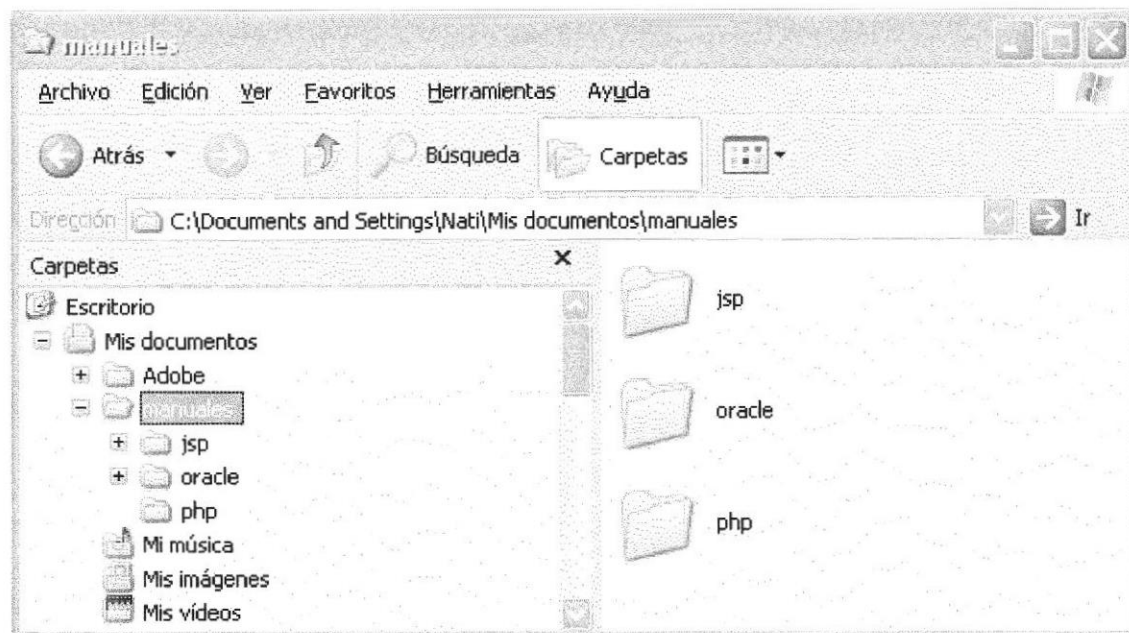 manuales
Archivo Edición Ver Favoritos Herramientas Ayuda
Atrás Búsqueda Carpetas
Dirección C:\Documents and Settings\Nati\Mis documentos\manuales Ir
Carpetas
Escritorio
Mis documentos
Adobe
manuales
jsp
oracle
php
Mi música
Mis imágenes
Mis vídeos
jsp
oracle
php